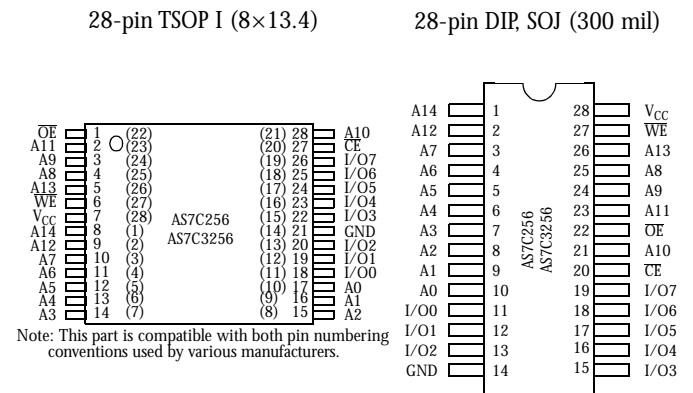 28-pin TSOP I (8×13.4)
28-pin DIP, SOJ (300 mil)
OE 1 (22) (21) 28 A10
A11 2 (23) (20) 27 CE
A9 3 (24) (19) 26 I/O7
A8 4 (25) (18) 25 I/O6
A13 5 (26) (17) 24 I/O5
WE 6 (27) (16) 23 I/O4
VCC 7 (28) (15) 22 I/O3
A14 8 (1) (14) 21 GND
A12 9 (2) (13) 20 I/O2
A7 10 (3) (12) 19 I/O1
A6 11 (4) (11) 18 I/O0
A5 12 (5) (10) 17 A0
A4 13 (6) (9) 16 A1
A3 14 (7) (8) 15 A2
AS7C256
AS7C3256
Note: This part is compatible with both pin numbering
conventions used by various manufacturers.
A14 1 28 VCC
A12 2 27 WE
A7 3 26 A13
A6 4 25 A8
A5 5 24 A9
A4 6 23 A11
A3 7 22 OE
A2 8 21 A10
A1 9 20 CE
A0 10 19 I/O7
I/O0 11 18 I/O6
I/O1 12 17 I/O5
I/O2 13 16 I/O4
GND 14 15 I/O3
AS7C256
AS7C3256